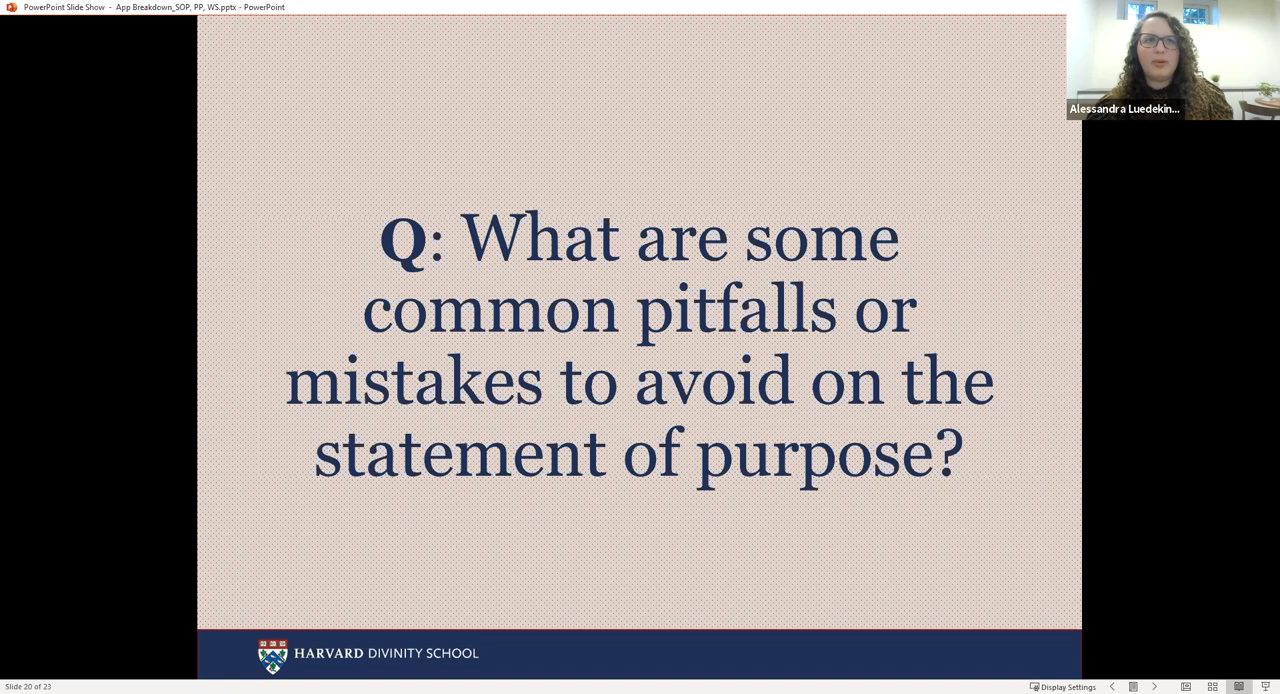 PowerPoint Slide Show - App Breakdown_SOP, PP, WS.pptx - PowerPoint
Alessandra Luedekin...
Q: What are some
common pitfalls or
mistakes to avoid on the
statement of purpose?
HARVARD DIVINITY SCHOOL
Slide 20 of 23
Display Settings